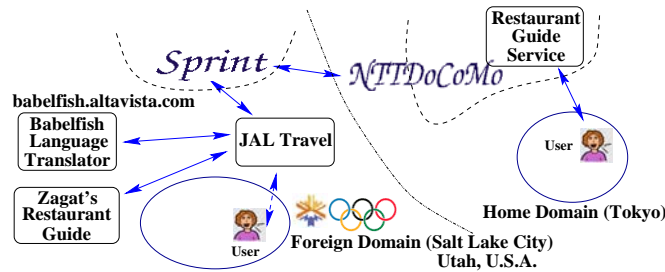 Sprint
NTTDoCoMo
Restaurant
Guide
Service
babelfish.altavista.com
Babelfish
Language
Translator
JAL Travel
User
Zagat's
Restaurant
Guide
Home Domain (Tokyo)
User
Foreign Domain (Salt Lake City)
Utah, U.S.A.